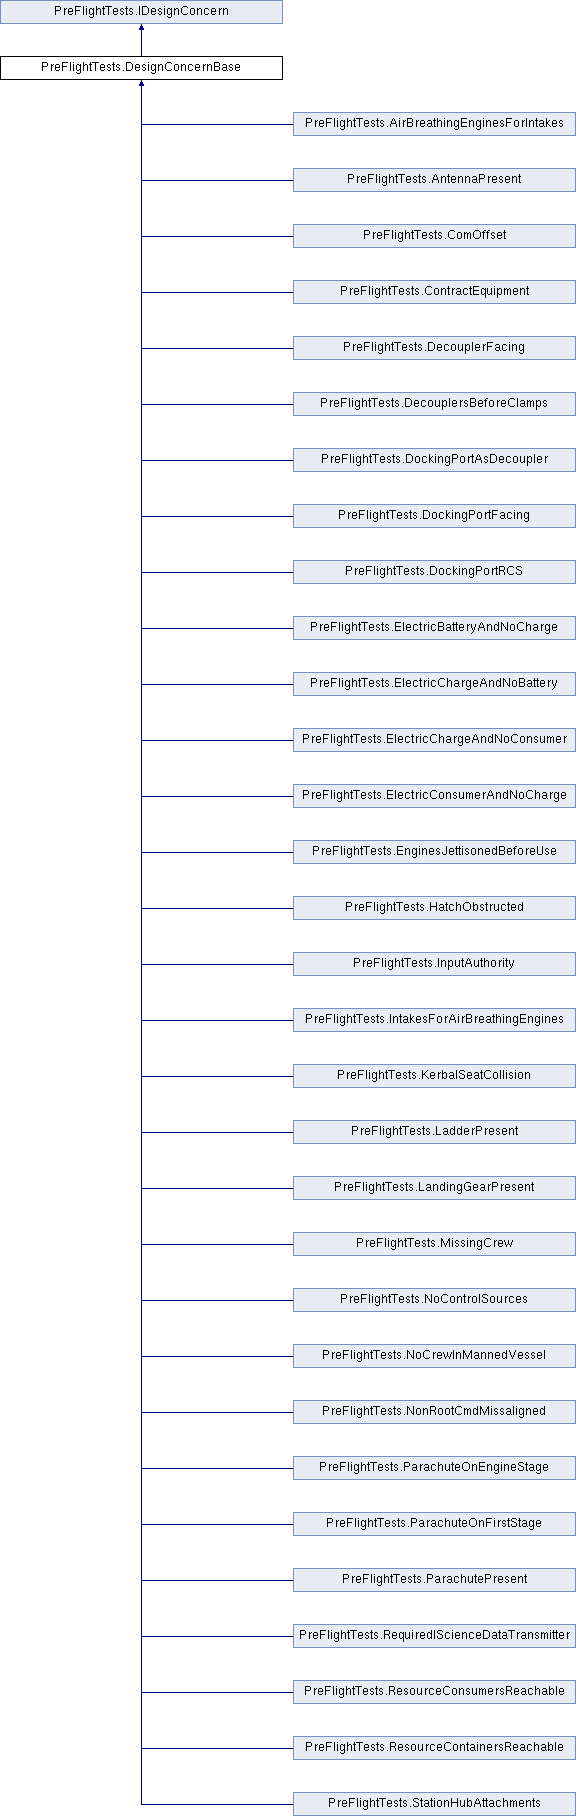 PreFlightTests.IDesignConcern
PreFlightTests.DesignConcernBase
PreFlightTests.AirBreathingEnginesForIntakes
PreFlightTests.AntennaPresent
PreFlightTests.ComOffset
PreFlightTests.ContractEquipment
PreFlightTests.DecouplerFacing
PreFlightTests.DecouplersBeforeClamps
PreFlightTests.DockingPortAsDecoupler
PreFlightTests.DockingPortFacing
PreFlightTests.DockingPortRCS
PreFlightTests.ElectricBatteryAndNoCharge
PreFlightTests.ElectricChargeAndNoBattery
PreFlightTests.ElectricChargeAndNoConsumer
PreFlightTests.ElectricConsumerAndNoCharge
PreFlightTests.EnginesJettisonedBeforeUse
PreFlightTests.HatchObstructed
PreFlightTests.InputAuthority
PreFlightTests.IntakesForAirBreathingEngines
PreFlightTests.KerbalSeatCollision
PreFlightTests.LadderPresent
PreFlightTests.LandingGearPresent
PreFlightTests.MissingCrew
PreFlightTests.NoControlSources
PreFlightTests.NoCrewInMannedVessel
PreFlightTests.NonRootCmdMissaligned
PreFlightTests.ParachuteOnEngineStage
PreFlightTests.ParachuteOnFirstStage
PreFlightTests.ParachutePresent
PreFlightTests.RequiredIScienceDataTransmitter
PreFlightTests.ResourceConsumersReachable
PreFlightTests.ResourceContainersReachable
PreFlightTests.StationHubAttachments